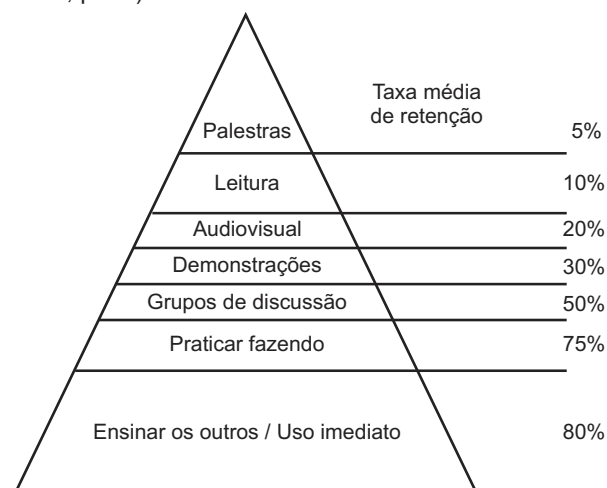 Taxa média
de retenção
Palestras 5%
Leitura 10%
Audiovisual 20%
Demonstrações 30%
Grupos de discussão 50%
Praticar fazendo 75%
Ensinar os outros / Uso imediato 80%